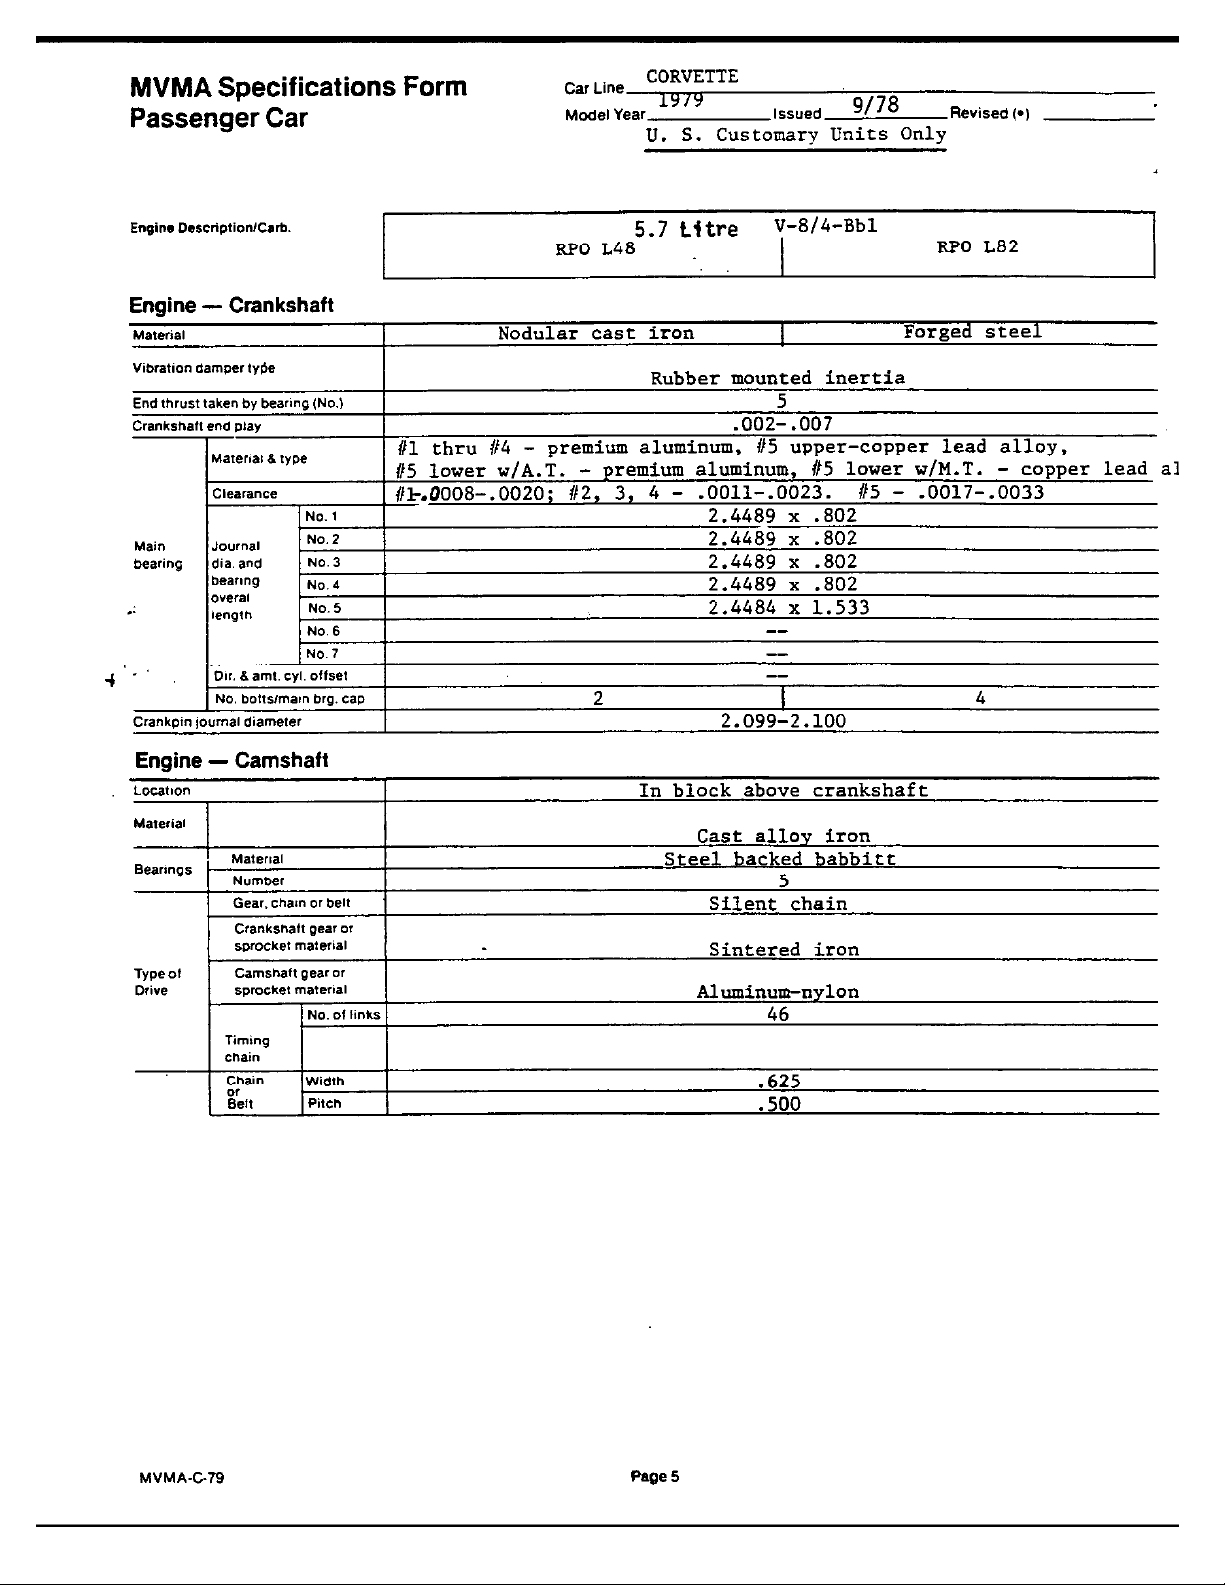 MVMA Specifications Form
Passenger Car
Car Line CORVETTE
Model Year 1979 Issued 9/78 Revised (•)
U. S. Customary Units Only
Engine Description/Carb.
5.7 Litre V-8/4-Bbl
RPO L48 RPO L82
Engine — Crankshaft
Material Nodular cast iron Forged steel
Vibration damper type Rubber mounted inertia
End thrust taken by bearing (No.) 5
Crankshaft end play .002-.007
Main bearing
Material & type #1 thru #4 - premium aluminum, #5 upper-copper lead alloy,
#5 lower w/A.T. - premium aluminum, #5 lower w/M.T. - copper lead al
Clearance #1-.0008-.0020; #2, 3, 4 - .0011-.0023. #5 - .0017-.0033
Journal dia. and bearing overal length
No. 1 2.4489 x .802
No. 2 2.4489 x .802
No. 3 2.4489 x .802
No. 4 2.4489 x .802
No. 5 2.4484 x 1.533
No. 6 --
No. 7 --
Dir. & amt. cyl. offset --
No. bolts/main brg. cap 2 4
Crankpin journal diameter 2.099-2.100
Engine — Camshaft
Location In block above crankshaft
Material Cast alloy iron
Bearings
Material Steel backed babbitt
Number 5
Type of Drive
Gear, chain or belt Silent chain
Crankshaft gear or sprocket material Sintered iron
Camshaft gear or sprocket material Aluminum-nylon
Timing chain
No. of links 46
Chain or Belt
Width .625
Pitch .500
MVMA-C-79 Page 5